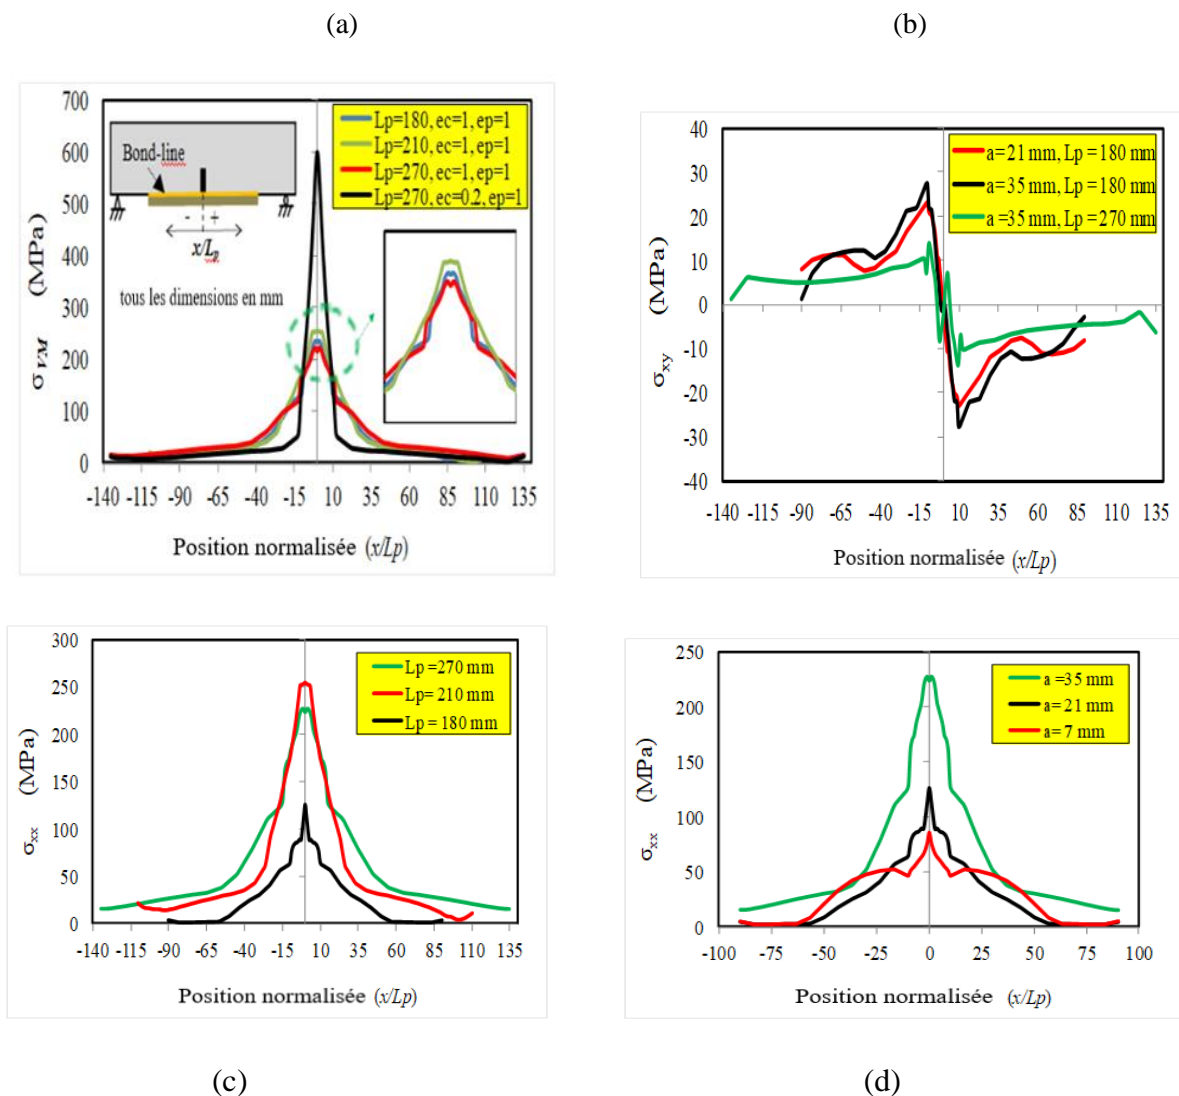 (a)
(b)
700
600
500
400
300
200
100
0
σVM (MPa)
Lp=180, ec=1, ep=1
Lp=210, ec=1, ep=1
Lp=270, ec=1, ep=1
Lp=270, ec=0.2, ep=1
Bond-line
- +
x/Lp
tous les dimensions en mm
-140 -115 -90 -65 -40 -15 10 35 60 85 110 135
Position normalisée (x/Lp)
40
30
20
10
0
-10
-20
-30
-40
σxy (MPa)
a=21 mm, Lp =180 mm
a=35 mm, Lp =180 mm
a =35 mm, Lp =270 mm
-140 -115 -90 -65 -40 -15 10 35 60 85 110 135
Position normalisée (x/Lp)
300
250
200
150
100
50
0
σxx (MPa)
Lp =270 mm
Lp= 210 mm
Lp = 180 mm
-140 -115 -90 -65 -40 -15 10 35 60 85 110 135
Position normalisée (x/Lp)
250
200
150
100
50
0
σxx (MPa)
a =35 mm
a= 21 mm
a= 7 mm
-100 -75 -50 -25 0 25 50 75 100
Position normalisée (x/Lp)
(c)
(d)